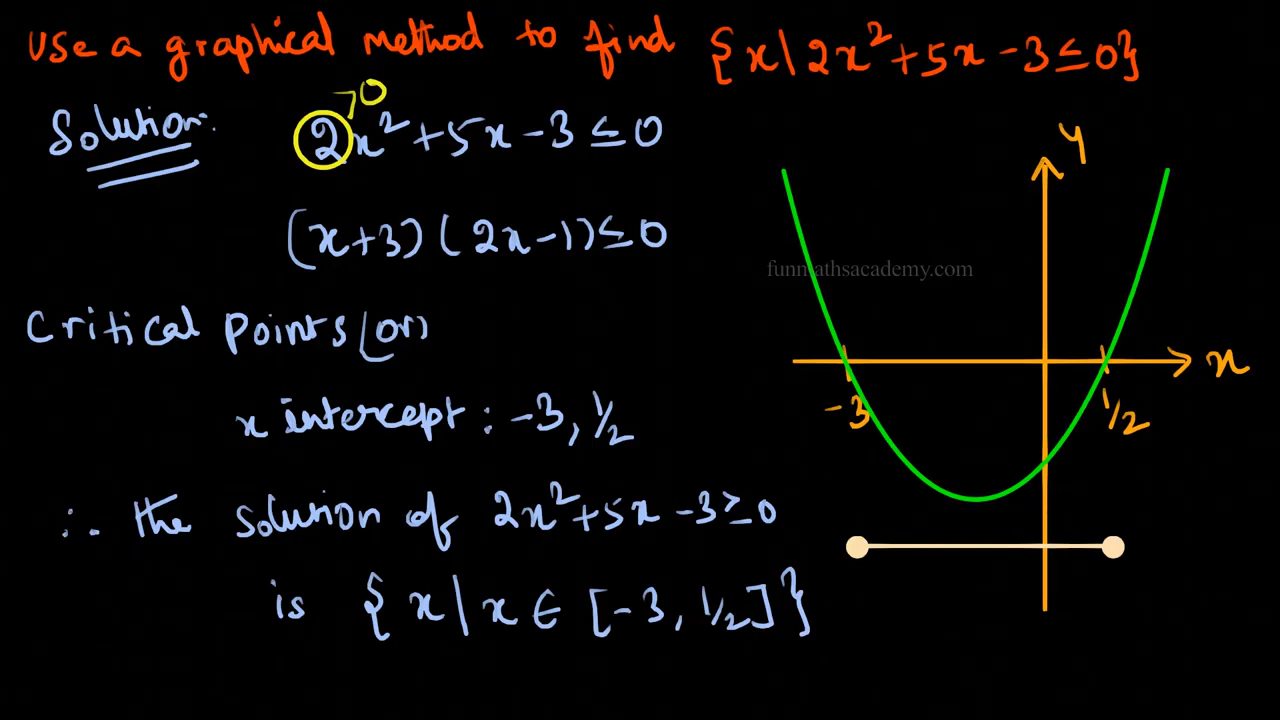 Use a graphical method to find {x|2x²+5x-3≤0}
Solution: 2x²+5x-3≤0
>0
(x+3)(2x-1)≤0
Critical points (or)
x intercept: -3, 1/2
∴ the solution of 2x²+5x-3≥0
is {x|x∈[-3, 1/2]}
y
funmathsacademy.com
x
-3
1/2